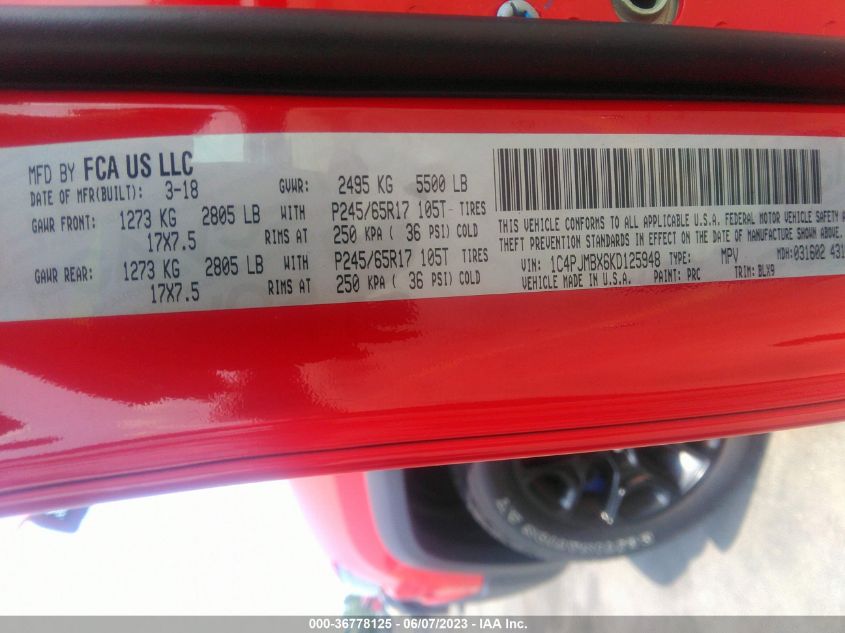 MFD BY FCA US LLC
DATE OF MFR(BUILT): 3-18 GVWR: 2495 KG 5500 LB
GAWR FRONT: 1273 KG 2805 LB WITH P245/65R17 105T TIRES
17X7.5 RIMS AT 250 KPA ( 36 PSI) COLD
GAWR REAR: 1273 KG 2805 LB WITH P245/65R17 105T TIRES
17X7.5 RIMS AT 250 KPA ( 36 PSI) COLD
THIS VEHICLE CONFORMS TO ALL APPLICABLE U.S.A. FEDERAL MOTOR VEHICLE SAFETY
THEFT PREVENTION STANDARDS IN EFFECT ON THE DATE OF MANUFACTURE SHOWN ABOVE.
VIN: 1C4PJMBX6KD125948 TYPE: MPV MDH:031602 431
VEHICLE MADE IN U.S.A. PAINT: PRC TRIM: BLX9
000-36778125 - 06/07/2023 - IAA Inc.